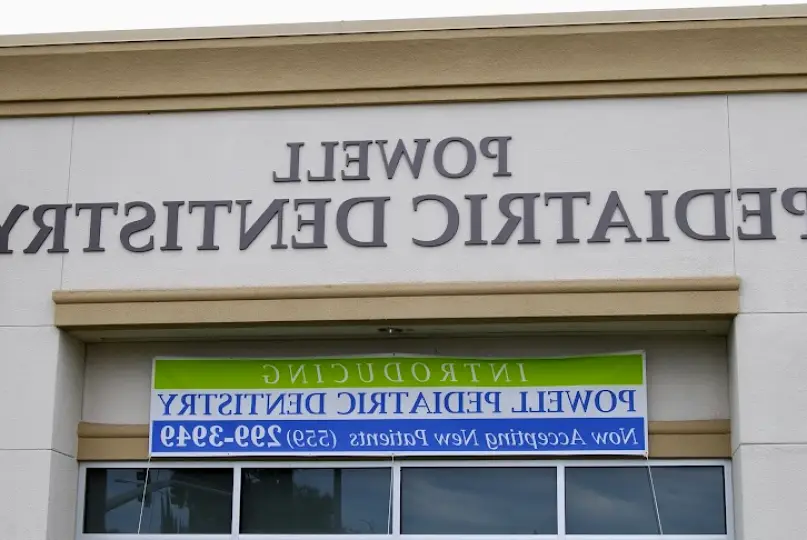 POWELL
PEDIATRIC DENTISTRY
INTRODUCING
POWELL PEDIATRIC DENTISTRY
Now Accepting New Patients (559) 299-3949